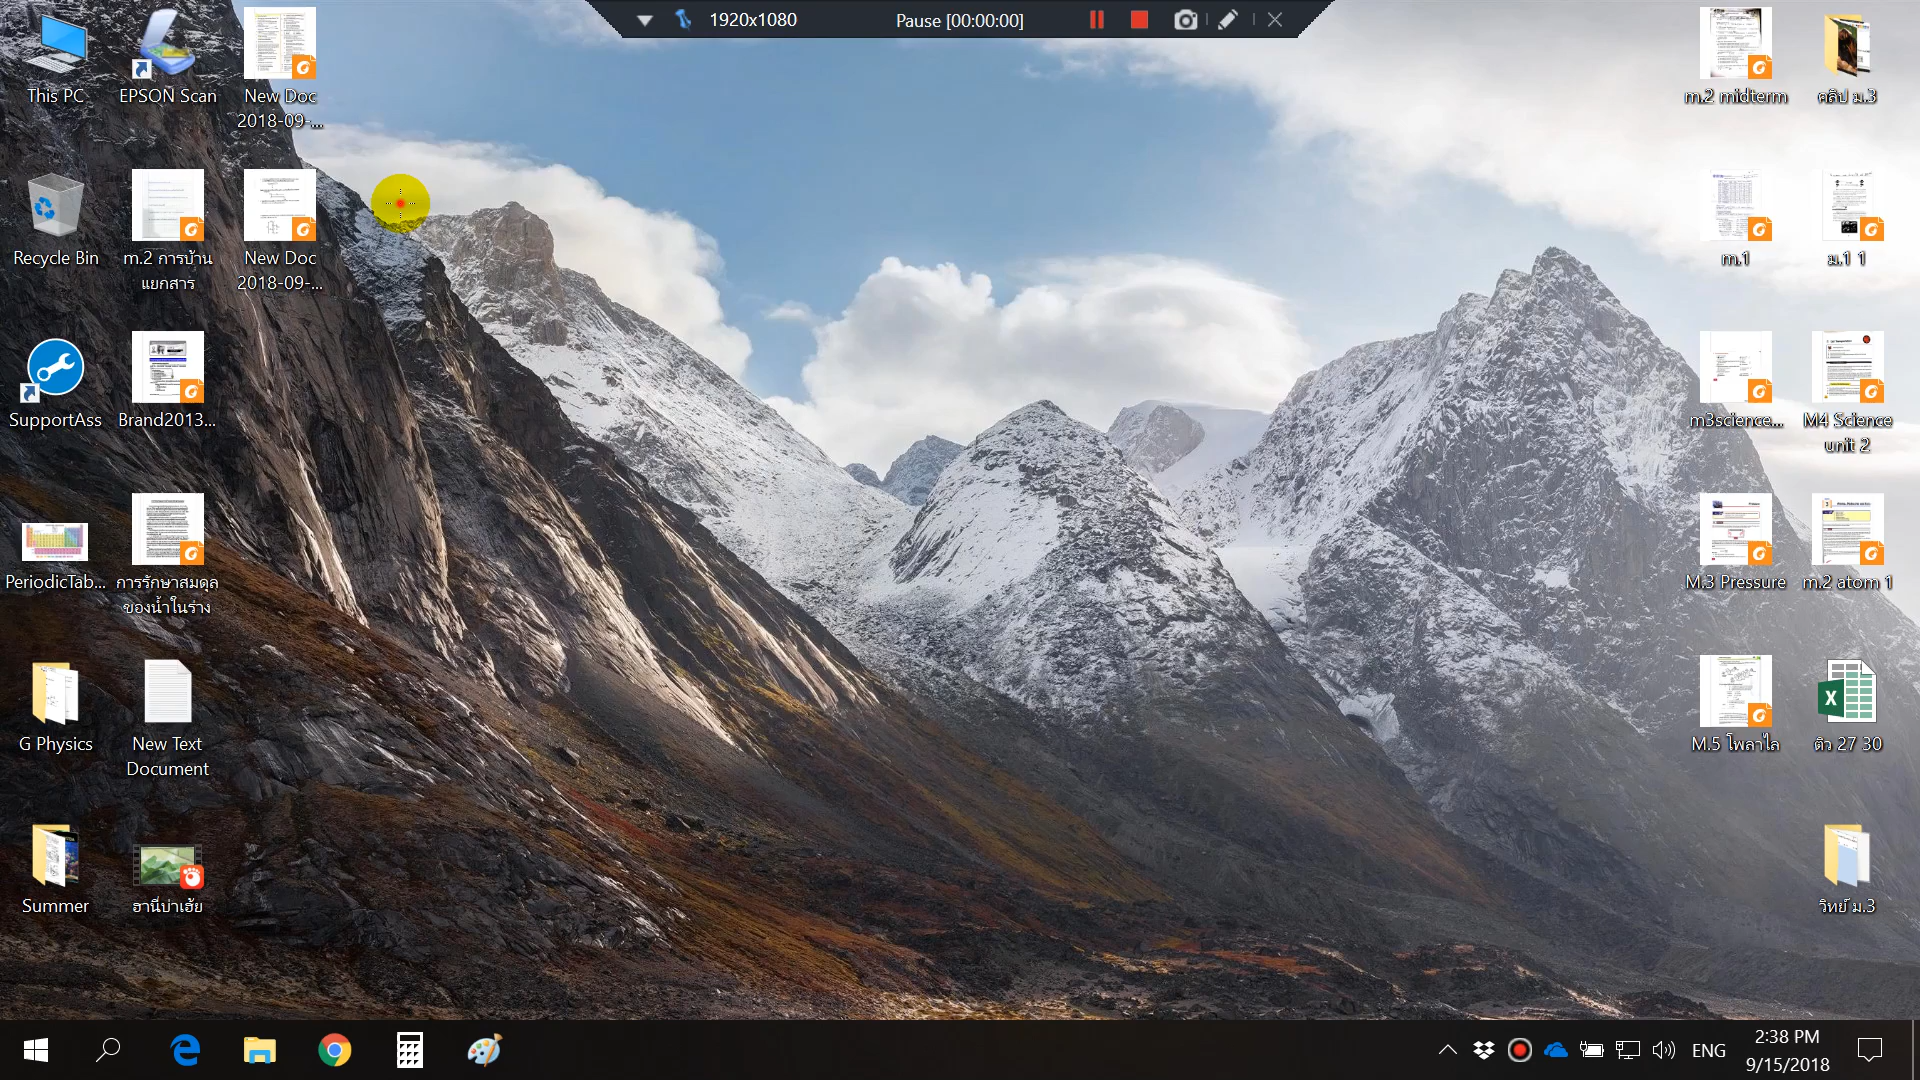 1920x1080
Pause [00:00:00]
This PC
EPSON Scan
New Doc
2018-09-...
m.2 midterm
คลิป ม.3
Recycle Bin
m.2 การบ้าน
แยกสาร
New Doc
2018-09-...
m.1
ม.1 1
SupportAss
Brand2013...
m3science...
M4 Science
unit 2
PeriodicTab...
การรักษาสมดุล
ของน้ำในร่าง
M.3 Pressure
m.2 atom 1
G Physics
New Text
Document
M.5 โพลาไล
ติว 27 30
Summer
ฮานี่บ่าเฮ้ย
วิทย์ ม.3
ENG
2:38 PM
9/15/2018